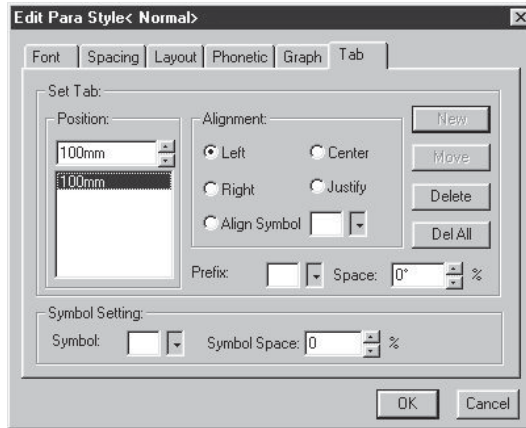 Edit Para Style< Normal>
Font Spacing Layout Phonetic Graph Tab
Set Tab:
Position:
100mm
100mm
Alignment:
Left Center
Right Justify
Align Symbol
New
Move
Delete
Del All
Prefix: Space: 0° %
Symbol Setting:
Symbol: Symbol Space: 0 %
OK Cancel